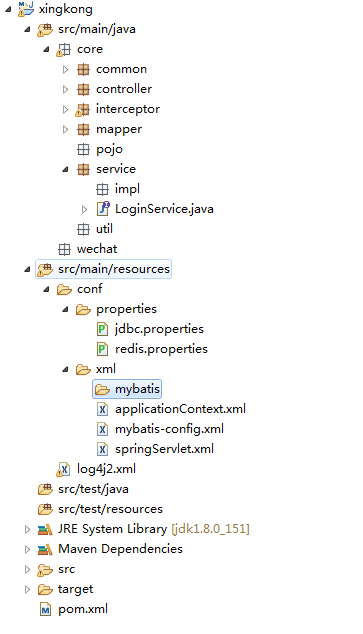 xingkong
src/main/java
core
common
controller
interceptor
mapper
pojo
service
impl
LoginService.java
util
wechat
src/main/resources
conf
properties
jdbc.properties
redis.properties
xml
mybatis
applicationContext.xml
mybatis-config.xml
springServlet.xml
log4j2.xml
src/test/java
src/test/resources
JRE System Library [jdk1.8.0_151]
Maven Dependencies
src
target
pom.xml